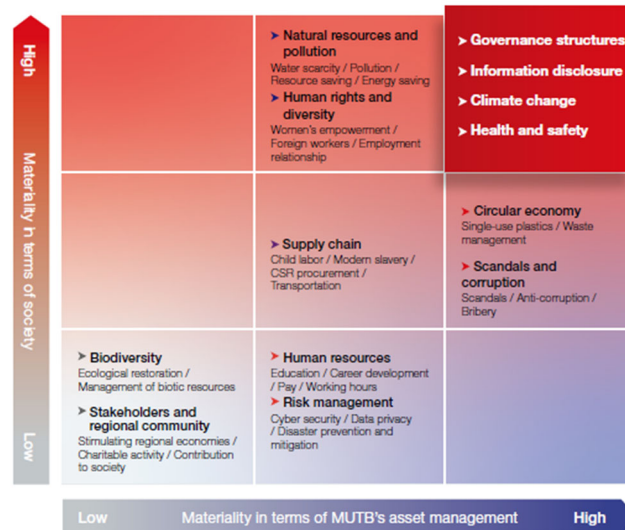 High
Materiality in terms of society
Low
Natural resources and
pollution
Water scarcity / Pollution /
Resource saving / Energy saving
Human rights and
diversity
Women's empowerment /
Foreign workers / Employment
relationship
Governance structures
Information disclosure
Climate change
Health and safety
Supply chain
Child labor / Modern slavery /
CSR procurement /
Transportation
Circular economy
Single-use plastics / Waste
management
Scandals and
corruption
Scandals / Anti-corruption /
Bribery
Biodiversity
Ecological restoration /
Management of biotic resources
Stakeholders and
regional community
Stimulating regional economies /
Charitable activity / Contribution
to society
Human resources
Education / Career development
/ Pay / Working hours
Risk management
Cyber security / Data privacy
/ Disaster prevention and
mitigation
Low Materiality in terms of MUTB's asset management High